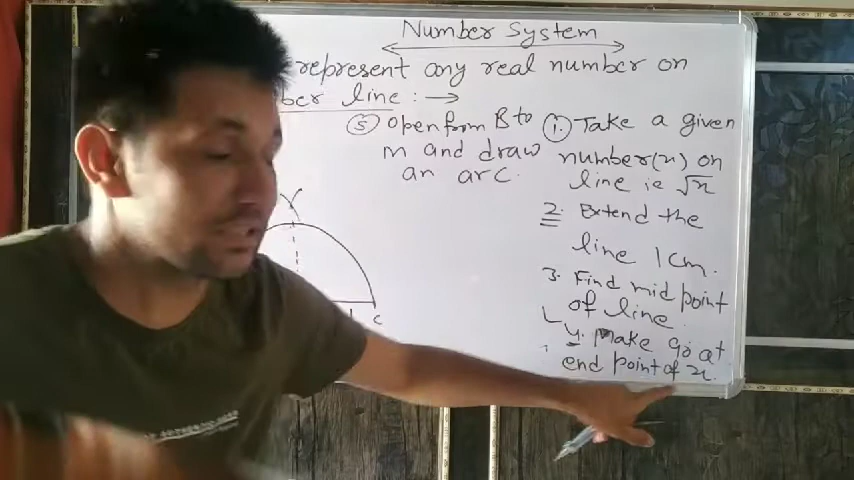 Number System
represent any real number on
ber line : →
⑤ open from B to
m and draw
an arc.
① Take a given
number(x) on
line ie √x
2. Extend the
line 1cm.
3. Find mid point
of line.
4. Make 90 at
end point of x.
C